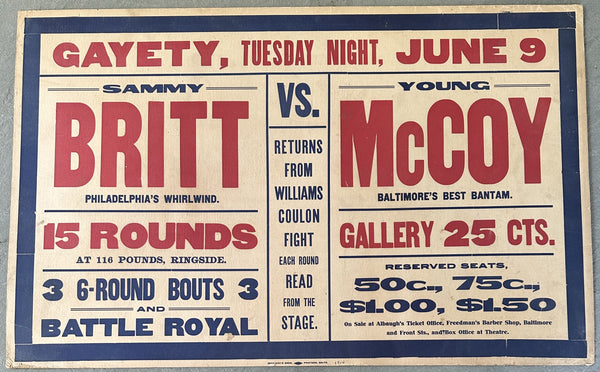 GAYETY, TUESDAY NIGHT, JUNE 9
SAMMY
BRITT
PHILADELPHIA'S WHIRLWIND.
15 ROUNDS
AT 116 POUNDS, RINGSIDE.
3 6-ROUND BOUTS 3
AND
BATTLE ROYAL
VS.
RETURNS
FROM
WILLIAMS
COULON
FIGHT
EACH ROUND
READ
FROM THE
STAGE.
YOUNG
McCOY
BALTIMORE'S BEST BANTAM.
GALLERY 25 CTS.
RESERVED SEATS,
50c., 75c.,
$1.00, $1.50
On Sale at Albaugh's Ticket Office, Freedman's Barber Shop, Baltimore
and Front Sts., and Box Office at Theatre.